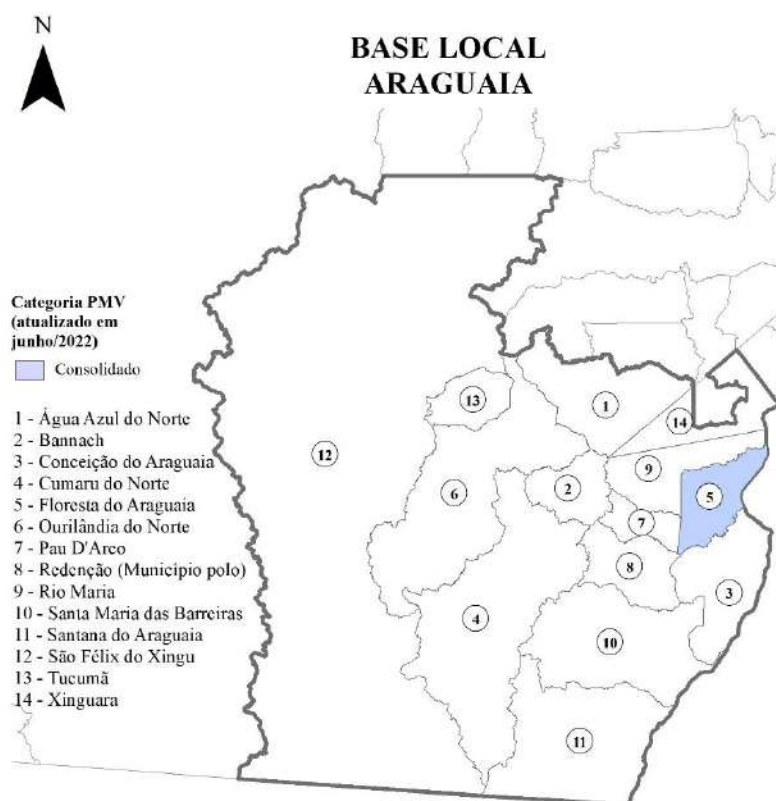 N
BASE LOCAL
ARAGUAIA
Categoria PMV
(atualizado em
junho/2022)
Consolidado
1 - Água Azul do Norte
2 - Bannach
3 - Conceição do Araguaia
4 - Cumaru do Norte
5 - Floresta do Araguaia
6 - Ourilândia do Norte
7 - Pau D'Arco
8 - Redenção (Município polo)
9 - Rio Maria
10 - Santa Maria das Barreiras
11 - Santana do Araguaia
12 - São Félix do Xingu
13 - Tucumã
14 - Xinguara
13
1
14
12
9
6
2
5
7
8
3
4
10
11